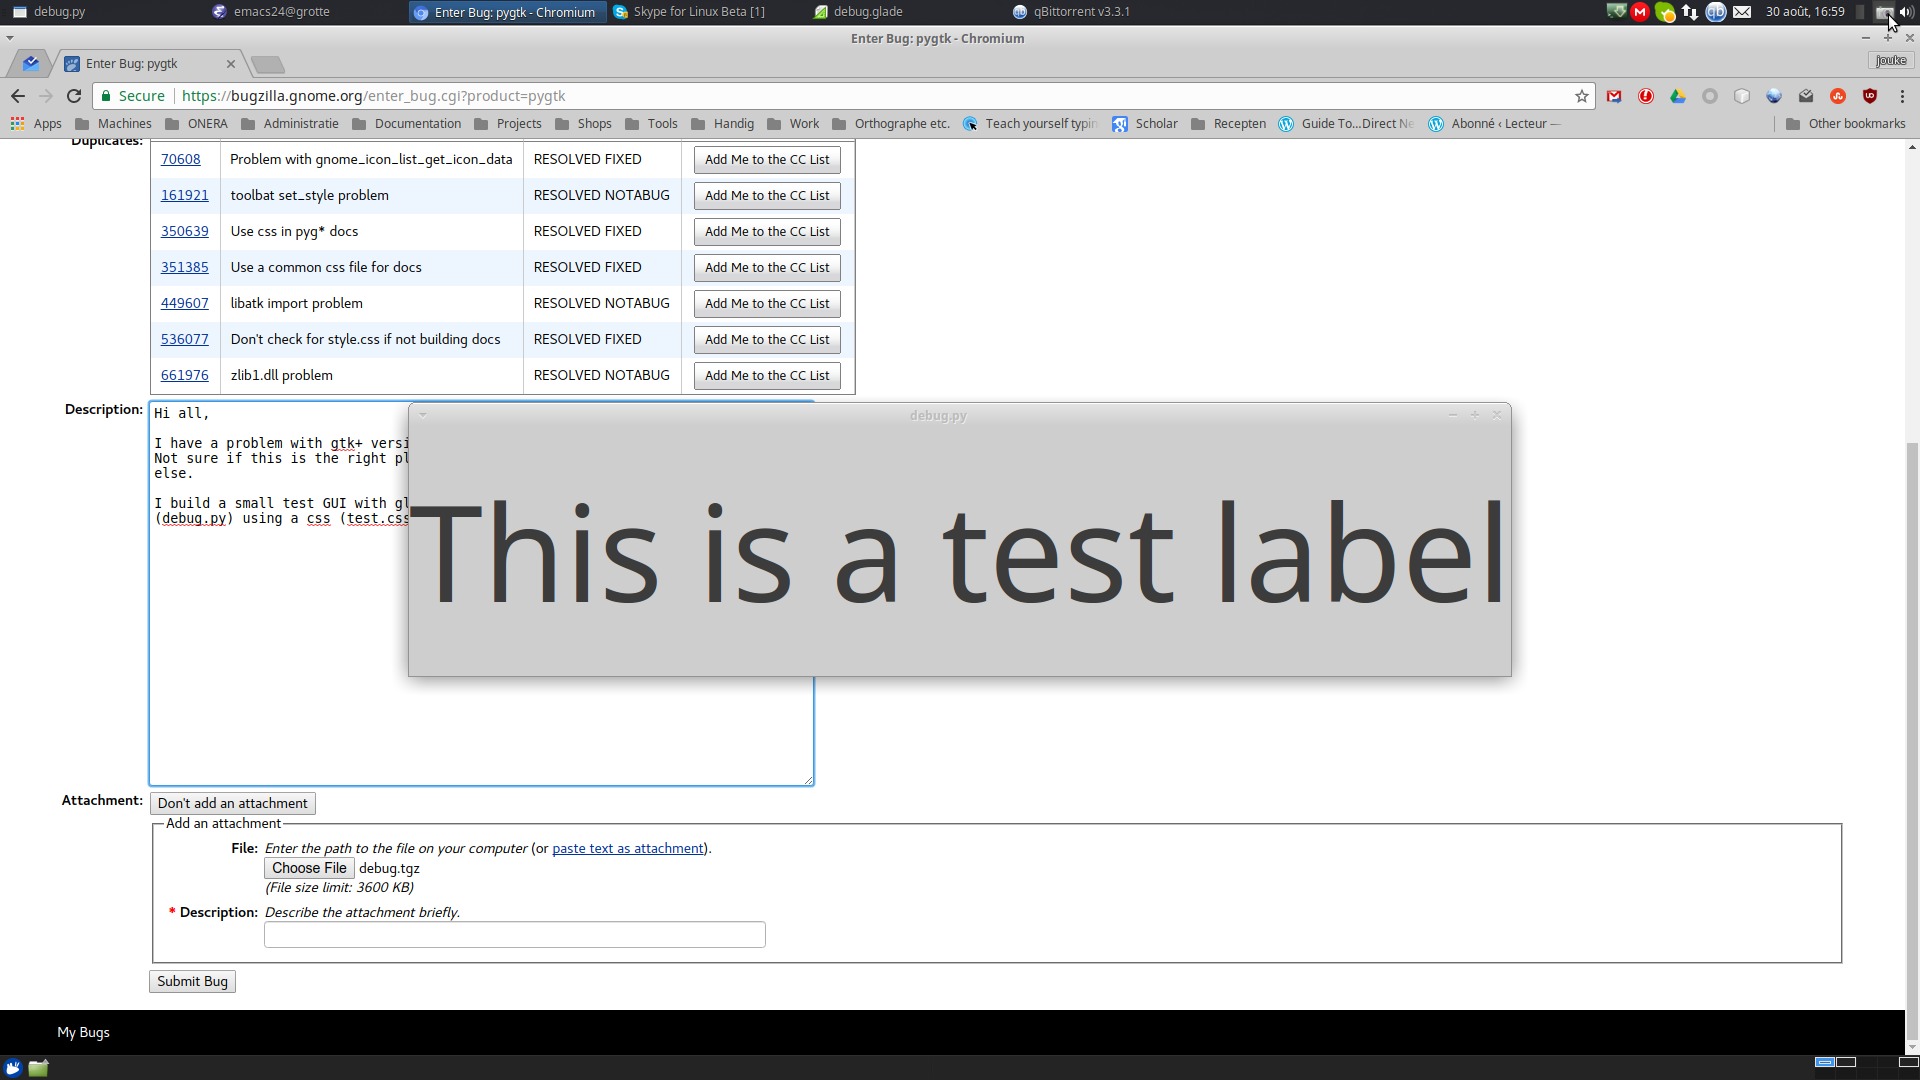 debug.py
emacs24@grotte
Enter Bug: pygtk - Chromium
Skype for Linux Beta [1]
debug.glade
qBittorrent v3.3.1
30 août, 16:59
Enter Bug: pygtk - Chromium
Enter Bug: pygtk
jouke
Secure
https://bugzilla.gnome.org/enter_bug.cgi?product=pygtk
Apps
Machines
ONERA
Administratie
Documentation
Projects
Shops
Tools
Handig
Work
Orthographe etc.
Teach yourself typin
Scholar
Recepten
Guide To...Direct Ne
Abonné ‹ Lecteur —
Other bookmarks
Duplicates:
70608 Problem with gnome_icon_list_get_icon_data RESOLVED FIXED Add Me to the CC List
161921 toolbat set_style problem RESOLVED NOTABUG Add Me to the CC List
350639 Use css in pyg* docs RESOLVED FIXED Add Me to the CC List
351385 Use a common css file for docs RESOLVED FIXED Add Me to the CC List
449607 libatk import problem RESOLVED NOTABUG Add Me to the CC List
536077 Don't check for style.css if not building docs RESOLVED FIXED Add Me to the CC List
661976 zlib1.dll problem RESOLVED NOTABUG Add Me to the CC List
Description:
Hi all,
I have a problem with gtk+ versi
Not sure if this is the right pl
else.
I build a small test GUI with gl
(debug.py) using a css (test.css
debug.py
This is a test label
Attachment: Don't add an attachment
Add an attachment
File: Enter the path to the file on your computer (or paste text as attachment).
Choose File debug.tgz
(File size limit: 3600 KB)
* Description: Describe the attachment briefly.
Submit Bug
My Bugs